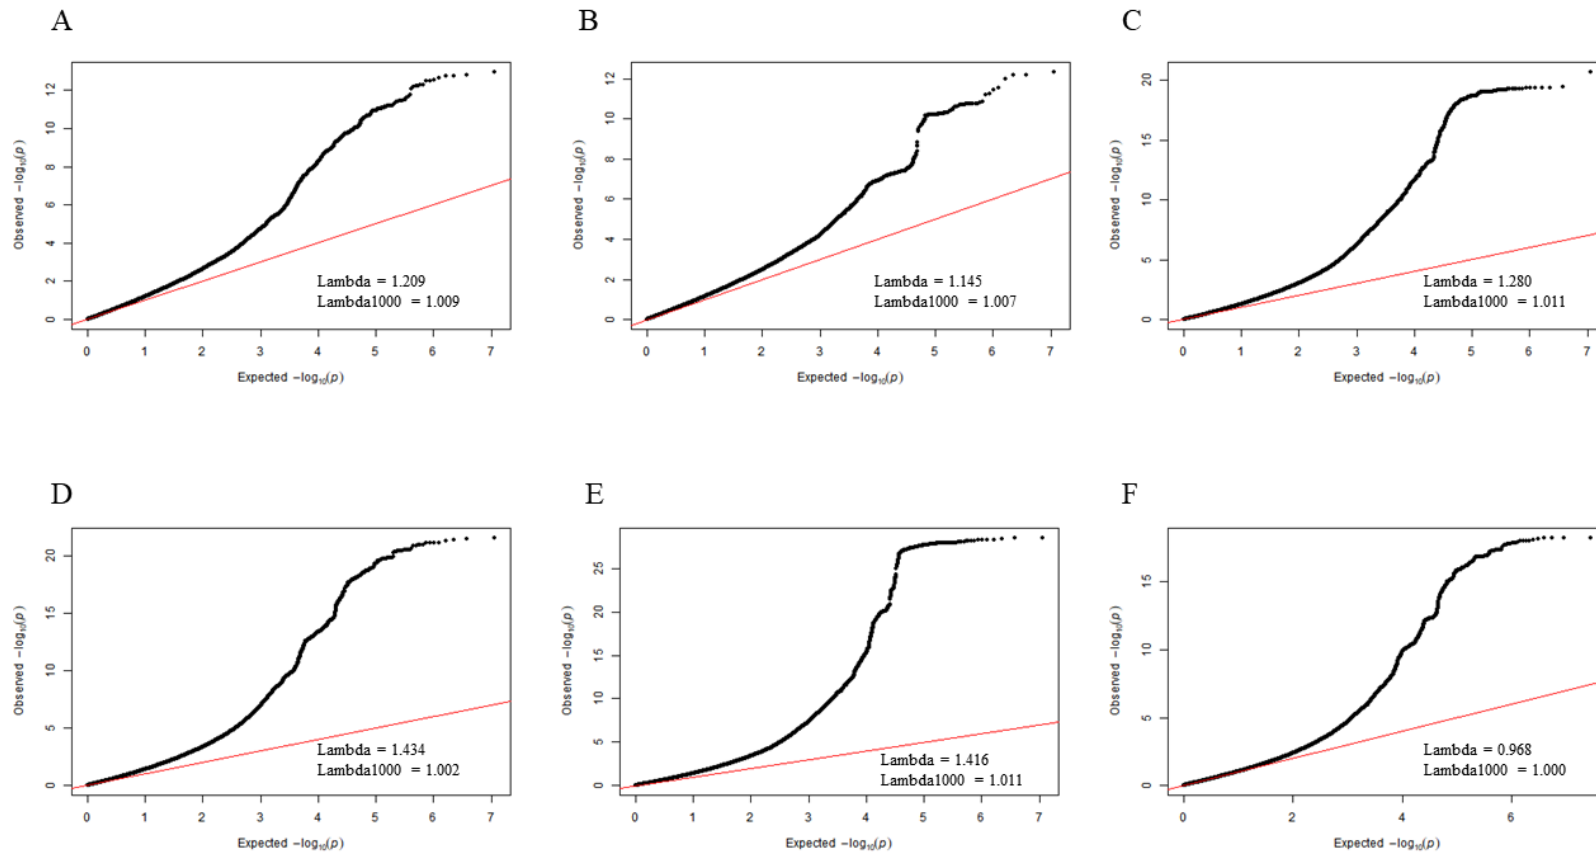 A
B
C
Observed −log10(p)
0 2 4 6 8 10 12
Lambda = 1.209
Lambda1000 = 1.009
0 1 2 3 4 5 6 7
Expected −log10(p)
Observed −log10(p)
0 2 4 6 8 10 12
Lambda = 1.145
Lambda1000 = 1.007
0 1 2 3 4 5 6 7
Expected −log10(p)
Observed −log10(p)
0 5 10 15 20
Lambda = 1.280
Lambda1000 = 1.011
0 1 2 3 4 5 6 7
Expected −log10(p)
D
E
F
Observed −log10(p)
0 5 10 15 20
Lambda = 1.434
Lambda1000 = 1.002
0 1 2 3 4 5 6 7
Expected −log10(p)
Observed −log10(p)
0 5 10 15 20 25
Lambda = 1.416
Lambda1000 = 1.011
0 1 2 3 4 5 6 7
Expected −log10(p)
Observed −log10(p)
0 5 10 15
Lambda = 0.968
Lambda1000 = 1.000
0 2 4 6
Expected −log10(p)